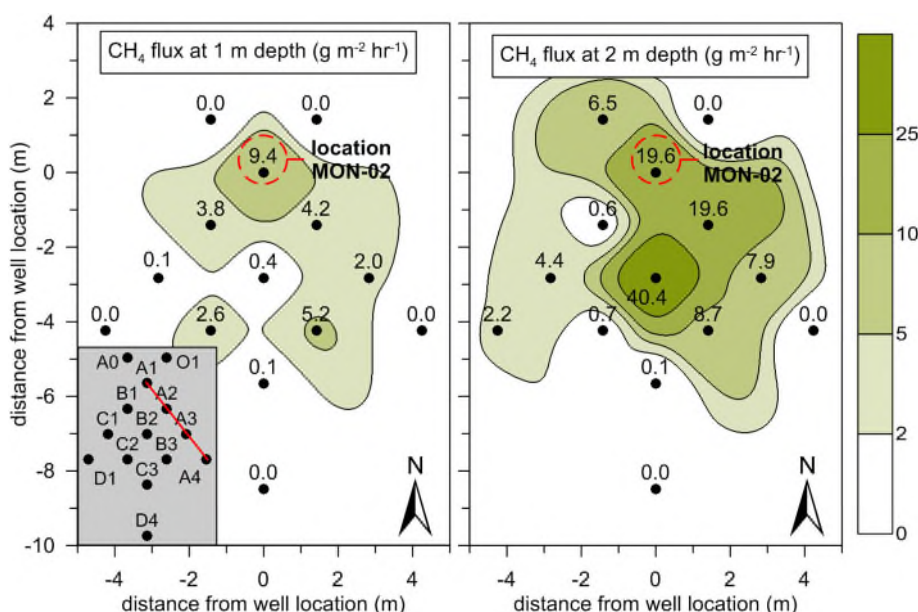 CH₄ flux at 1 m depth (g m⁻² hr⁻¹)
CH₄ flux at 2 m depth (g m⁻² hr⁻¹)
distance from well location (m)
4
2
0
-2
-4
-6
-8
-10
0.0 0.0
9.4
location
MON-02
3.8 4.2
0.1 0.4 2.0
0.0 2.6 5.2 0.0
0.1
0.0
A0 O1
A1
B1 A2
C1 B2 A3
C2 B3
D1 C3 A4
D4
N
-4 -2 0 2 4
distance from well location (m)
distance from well location (m)
6.5 0.0
19.6
location
MON-02
0.6 19.6
4.4 40.4 7.9
2.2 0.7 8.7 0.0
0.1
0.0
N
-4 -2 0 2 4
distance from well location (m)
25
10
5
2
0